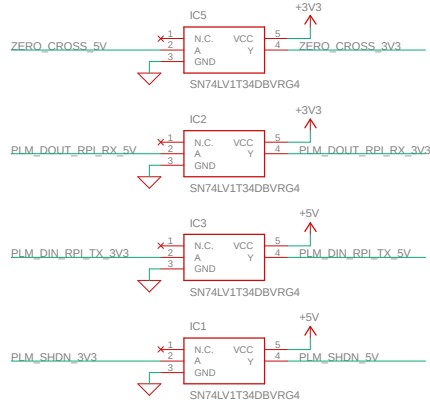 IC5
+3V3
1 N.C. VCC 5
ZERO_CROSS_5V 2 A Y 4 ZERO_CROSS_3V3
3 GND
SN74LV1T34DBVRG4
IC2
+3V3
1 N.C. VCC 5
PLM_DOUT_RPI_RX_5V 2 A Y 4 PLM_DOUT_RPI_RX_3V3
3 GND
SN74LV1T34DBVRG4
IC3
+5V
1 N.C. VCC 5
PLM_DIN_RPI_TX_3V3 2 A Y 4 PLM_DIN_RPI_TX_5V
3 GND
SN74LV1T34DBVRG4
IC1
+5V
1 N.C. VCC 5
PLM_SHDN_3V3 2 A Y 4 PLM_SHDN_5V
3 GND
SN74LV1T34DBVRG4